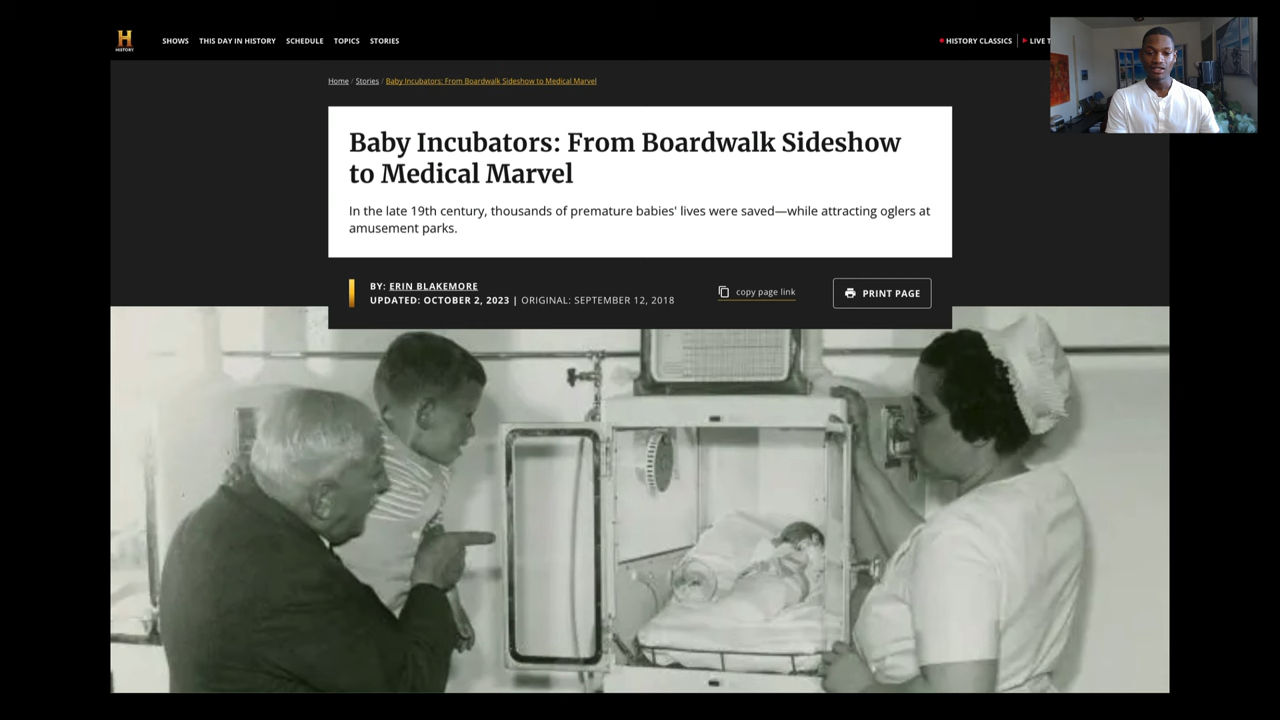 H
HISTORY
SHOWS THIS DAY IN HISTORY SCHEDULE TOPICS STORIES
HISTORY CLASSICS LIVE
Home / Stories / Baby Incubators: From Boardwalk Sideshow to Medical Marvel
Baby Incubators: From Boardwalk Sideshow
to Medical Marvel
In the late 19th century, thousands of premature babies' lives were saved—while attracting oglers at
amusement parks.
BY: ERIN BLAKEMORE
UPDATED: OCTOBER 2, 2023 | ORIGINAL: SEPTEMBER 12, 2018
copy page link
PRINT PAGE